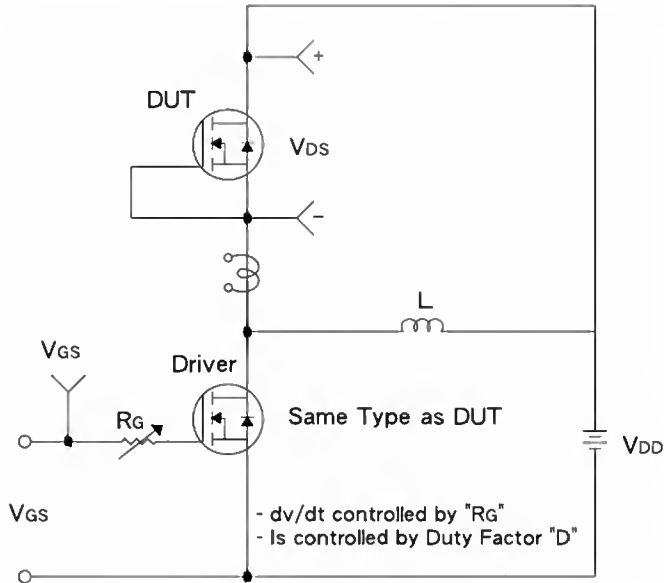 +
DUT
VDS
-
L
VGS
Driver
RG
Same Type as DUT
VDD
VGS
- dv/dt controlled by "RG"
- Is controlled by Duty Factor "D"